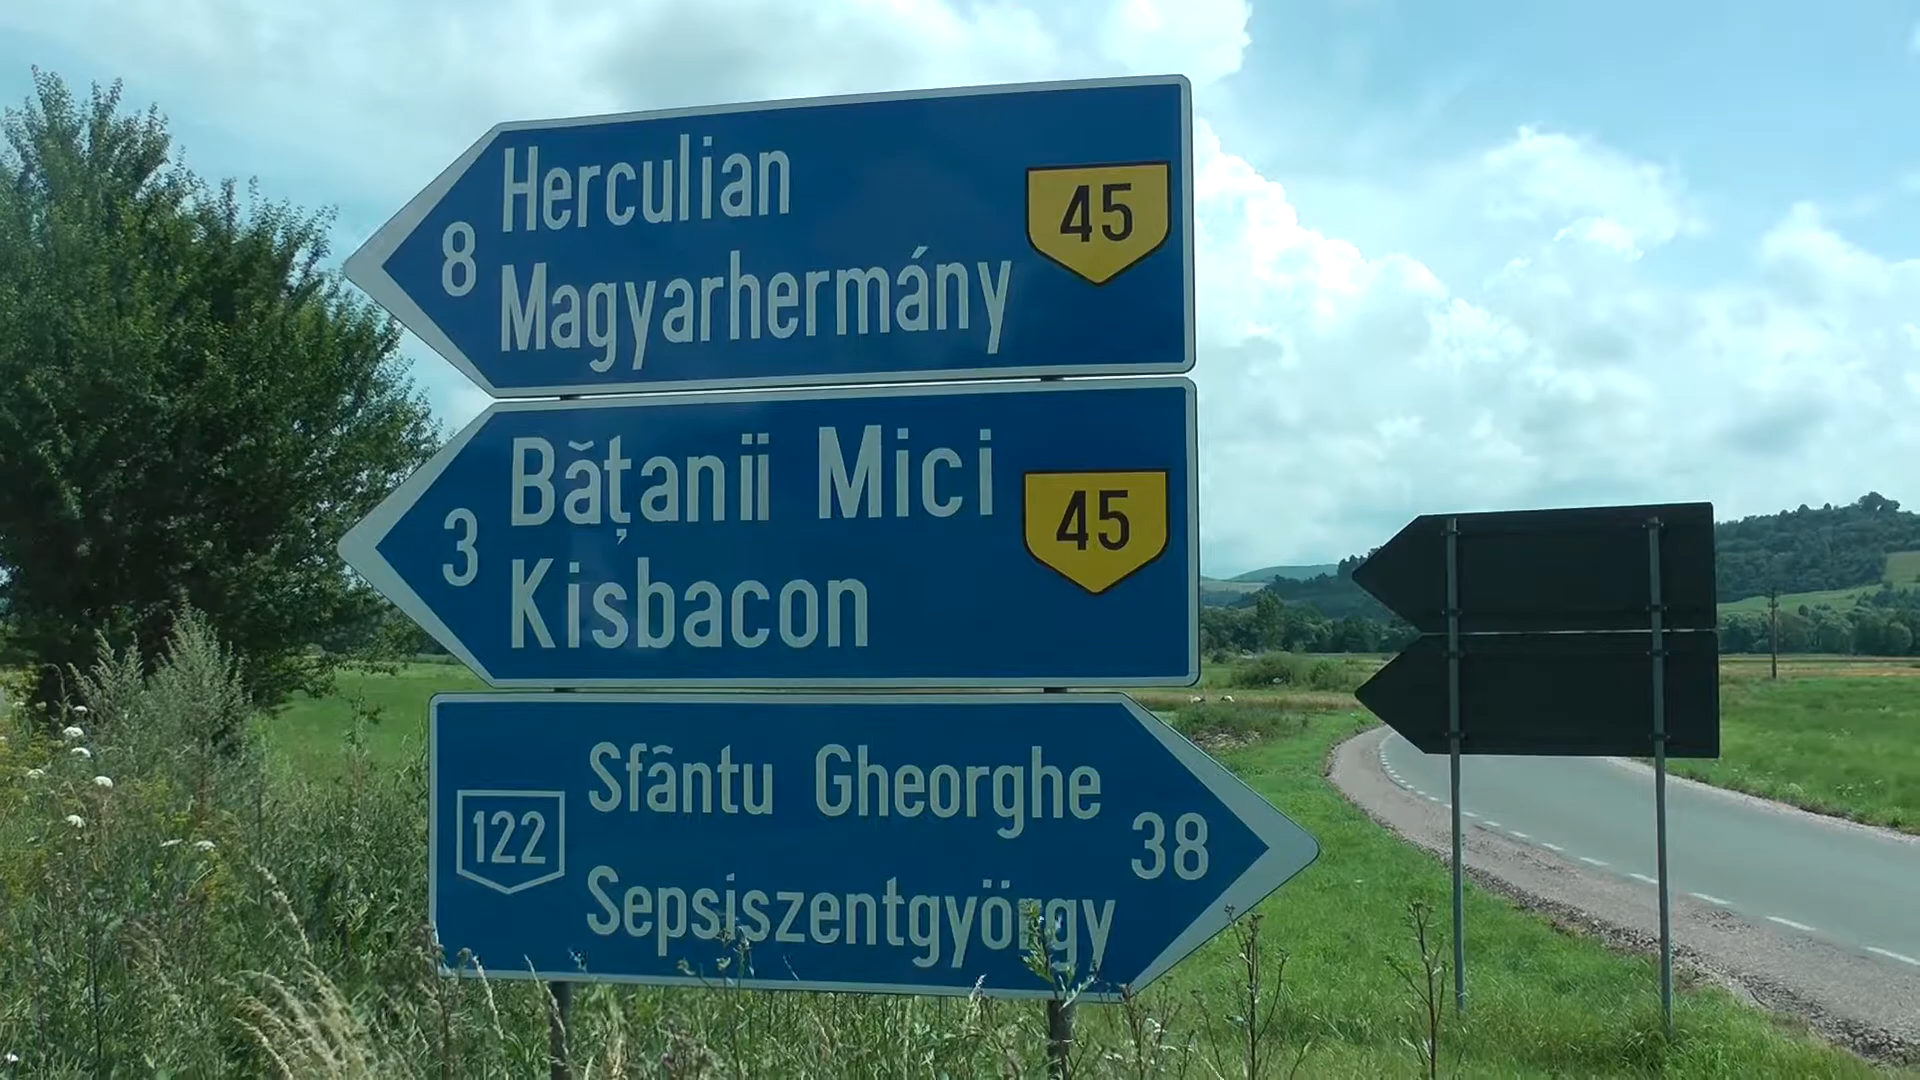 8 Herculian 45
Magyarhermány
3 Bățanii Mici 45
Kisbacon
122 Sfântu Gheorghe 38
Sepsiszentgyörgy